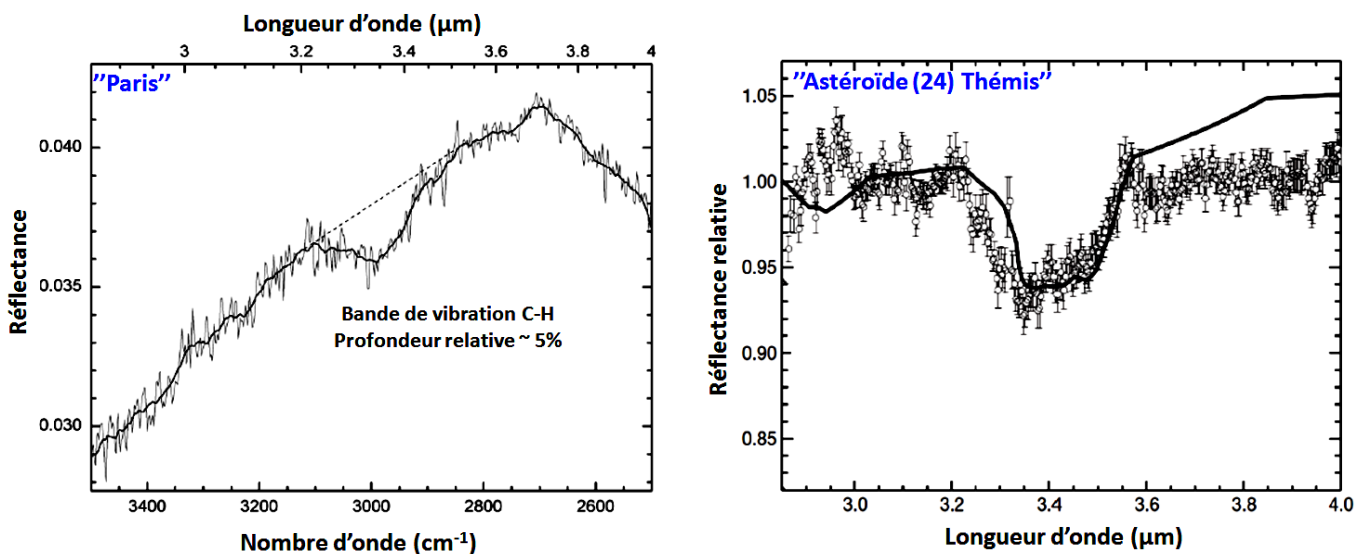 Longueur d’onde (μm)
3 3.2 3.4 3.6 3.8 4
”Paris”
Réflectance
0.040
0.035
0.030
Bande de vibration C-H
Profondeur relative ~ 5%
3400 3200 3000 2800 2600
Nombre d’onde (cm-1)
”Astéroïde (24) Thémis”
Réflectance relative
1.05
1.00
0.95
0.90
0.85
3.0 3.2 3.4 3.6 3.8 4.0
Longueur d’onde (μm)